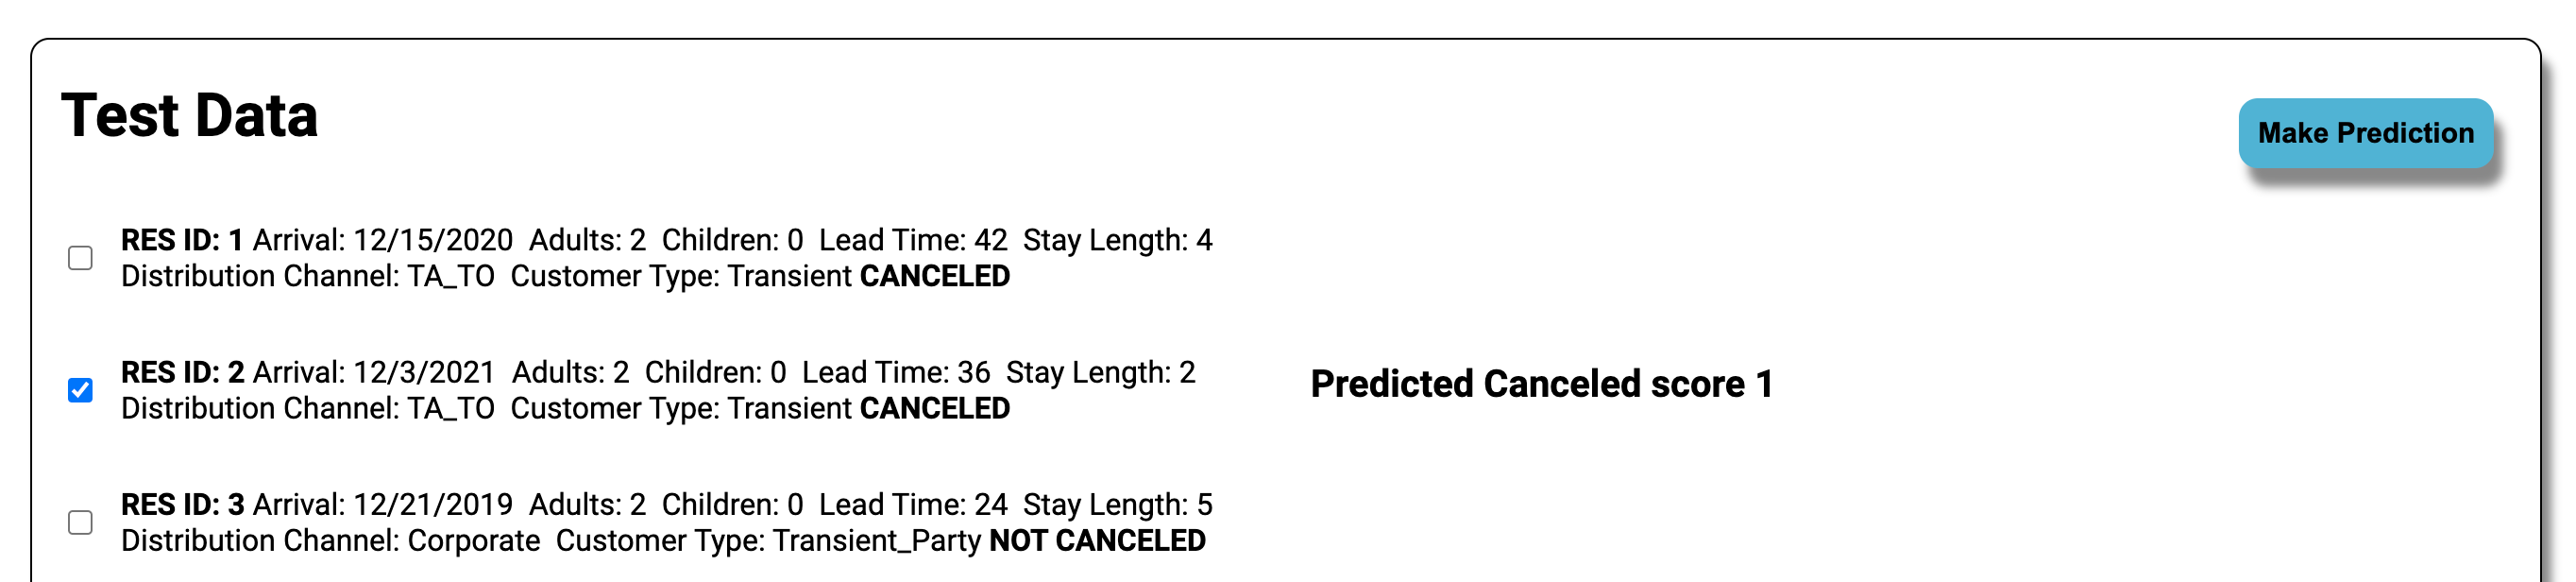 Test Data
Make Prediction
RES ID: 1 Arrival: 12/15/2020 Adults: 2 Children: 0 Lead Time: 42 Stay Length: 4
Distribution Channel: TA_TO Customer Type: Transient CANCELED
RES ID: 2 Arrival: 12/3/2021 Adults: 2 Children: 0 Lead Time: 36 Stay Length: 2
Distribution Channel: TA_TO Customer Type: Transient CANCELED
Predicted Canceled score 1
RES ID: 3 Arrival: 12/21/2019 Adults: 2 Children: 0 Lead Time: 24 Stay Length: 5
Distribution Channel: Corporate Customer Type: Transient_Party NOT CANCELED